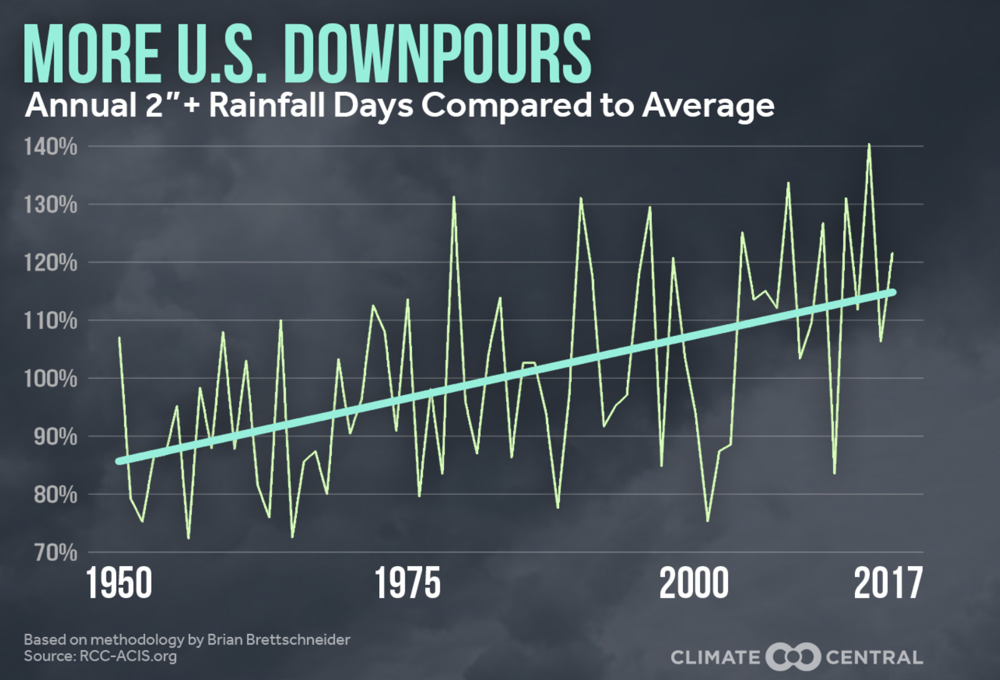 MORE U.S. DOWNPOURS
Annual 2"+ Rainfall Days Compared to Average
140%
130%
120%
110%
100%
90%
80%
70%
1950 1975 2000 2017
Based on methodology by Brian Brettschneider
Source: RCC-ACIS.org
CLIMATE CENTRAL